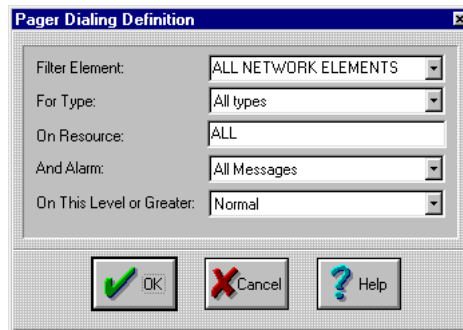 Pager Dialing Definition
Filter Element: ALL NETWORK ELEMENTS
For Type: All types
On Resource: ALL
And Alarm: All Messages
On This Level or Greater: Normal
OK Cancel Help